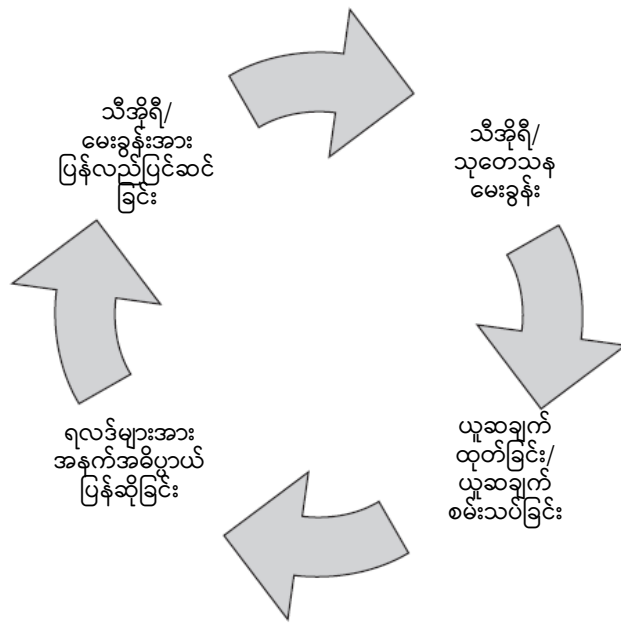 သီအိုရီ/
မေးခွန်းအား
ပြန်လည်ပြင်ဆင်
ခြင်း
သီအိုရီ/
သုတေသန
မေးခွန်း
ယူဆချက်
ထုတ်ခြင်း/
ယူဆချက်
စမ်းသပ်ခြင်း
ရလဒ်များအား
အနက်အဓိပ္ပာယ်
ပြန်ဆိုခြင်း